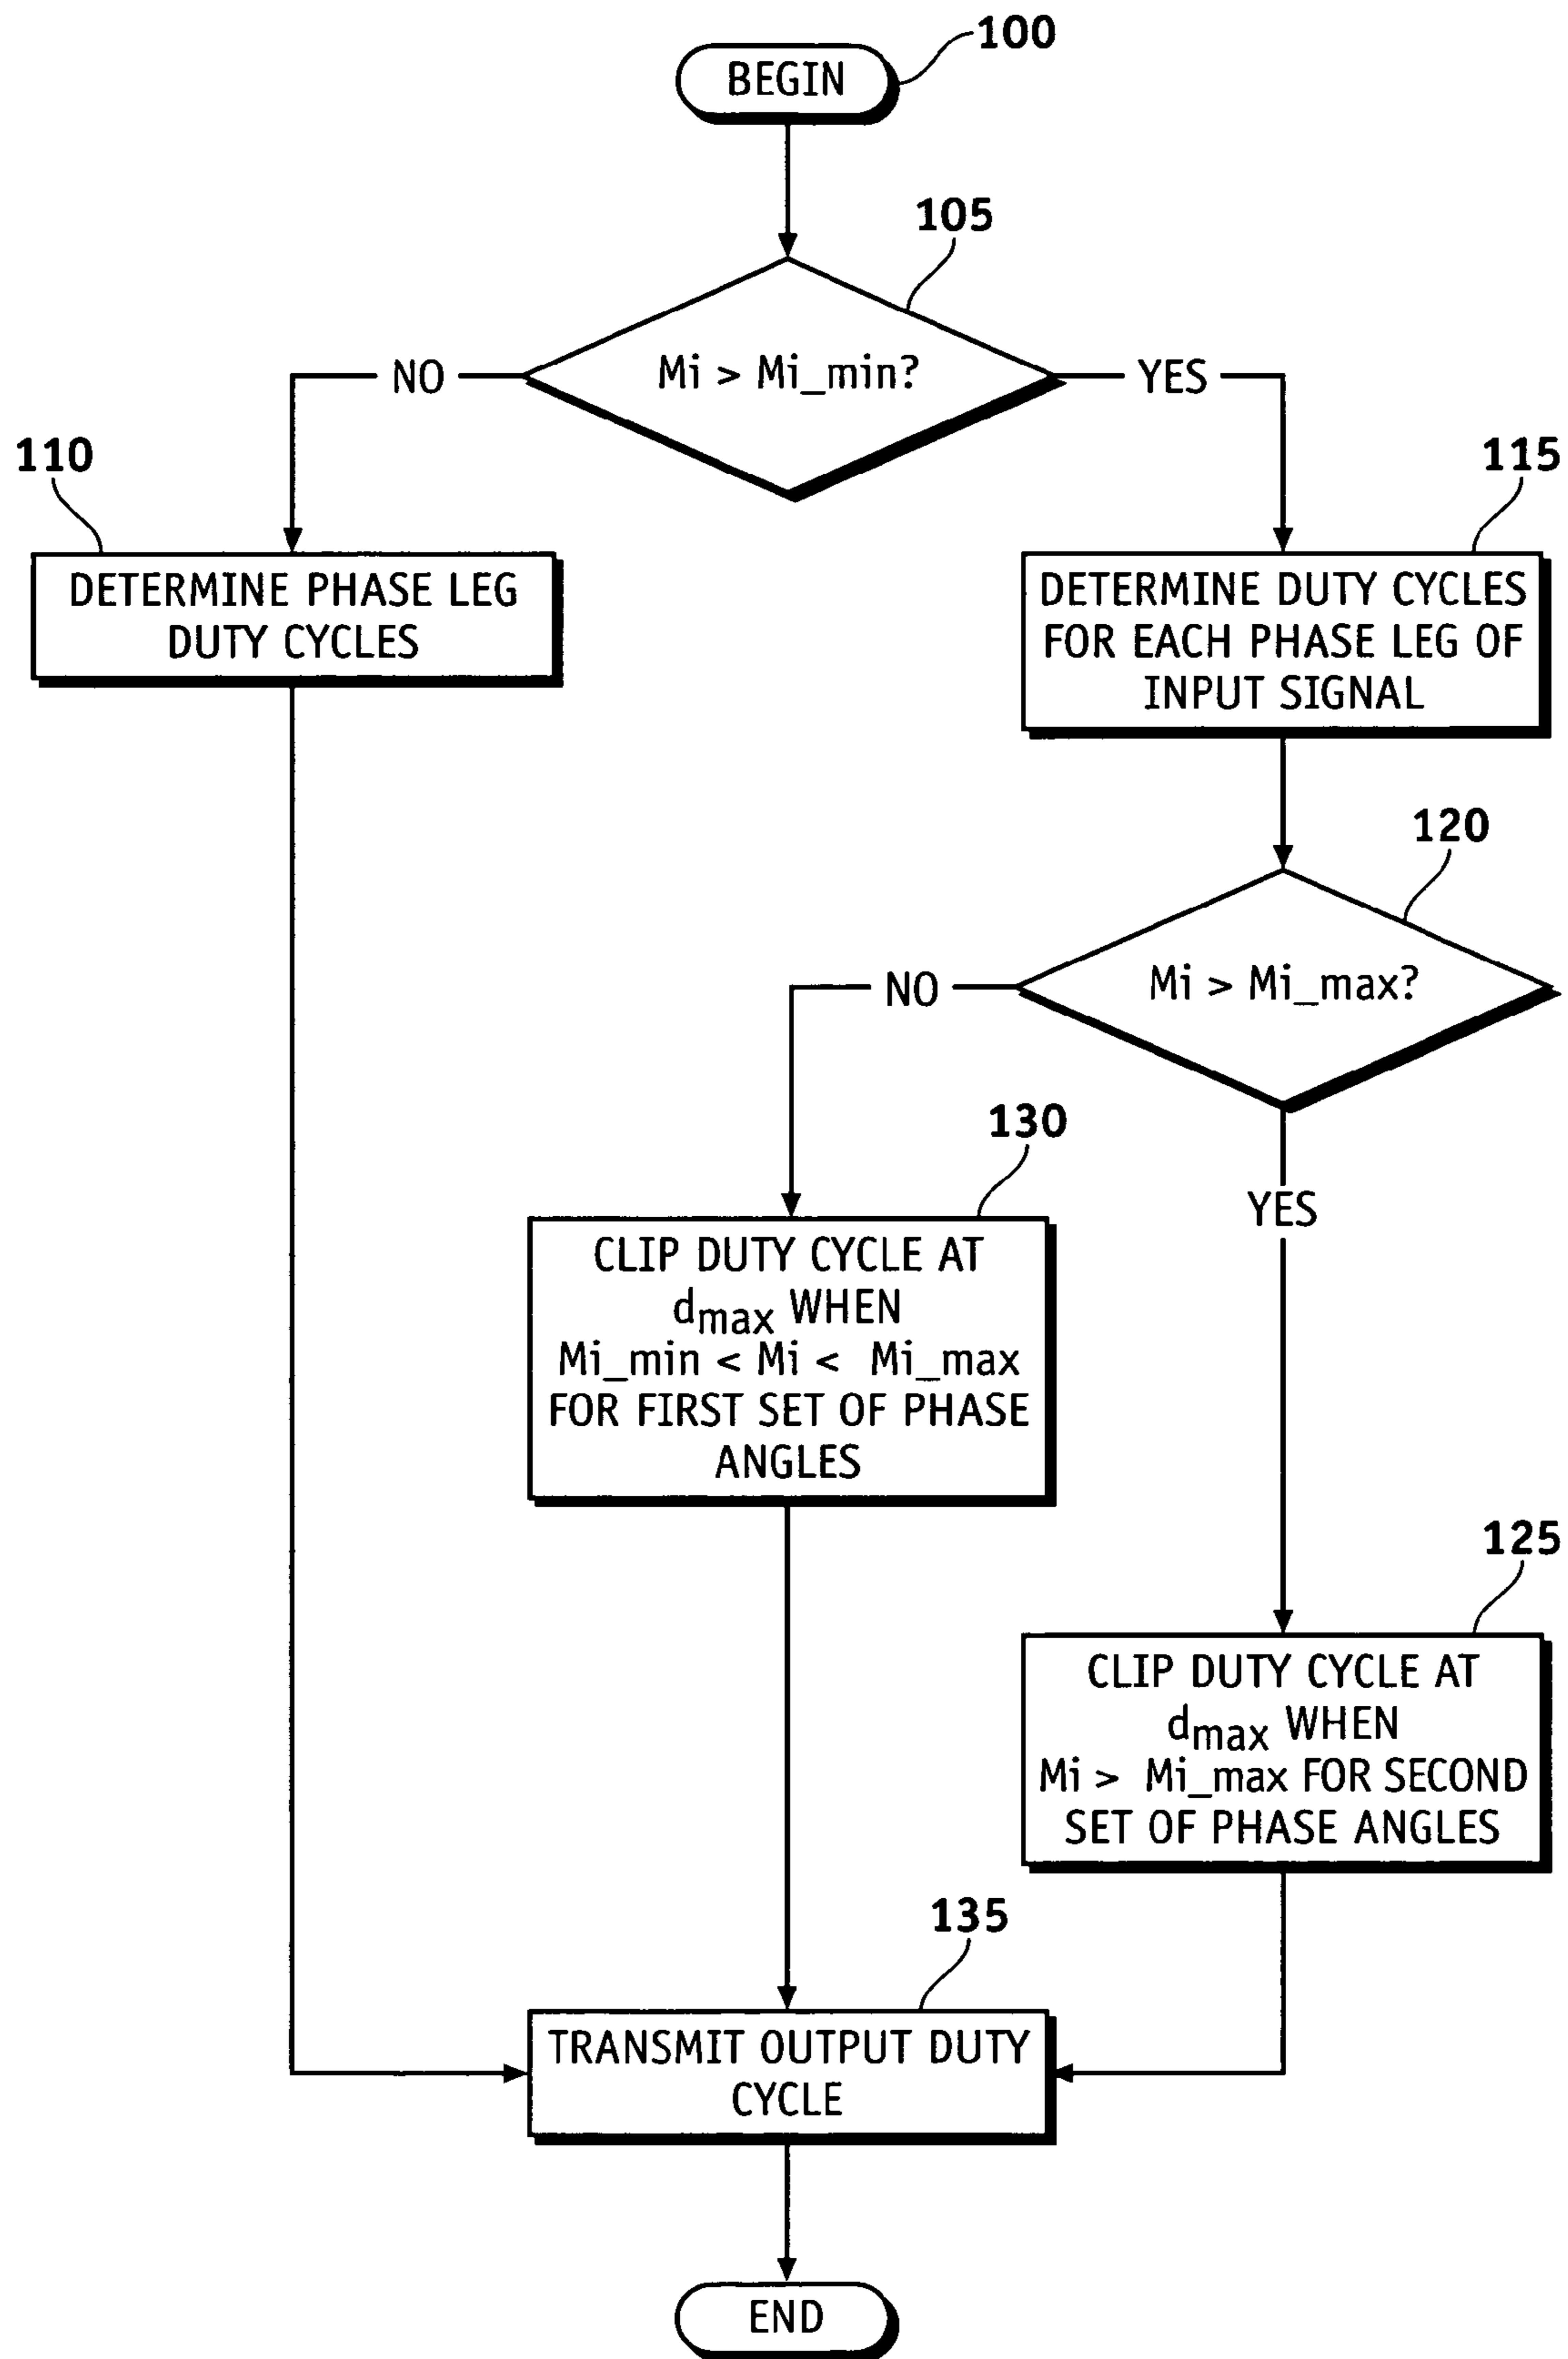 100
BEGIN
105
Mi > Mi_min?
NO
YES
110
DETERMINE PHASE LEG
DUTY CYCLES
115
DETERMINE DUTY CYCLES
FOR EACH PHASE LEG OF
INPUT SIGNAL
120
Mi > Mi_max?
NO
YES
130
CLIP DUTY CYCLE AT
dmax WHEN
Mi_min < Mi < Mi_max
FOR FIRST SET OF PHASE
ANGLES
125
CLIP DUTY CYCLE AT
dmax WHEN
Mi > Mi_max FOR SECOND
SET OF PHASE ANGLES
135
TRANSMIT OUTPUT DUTY
CYCLE
END